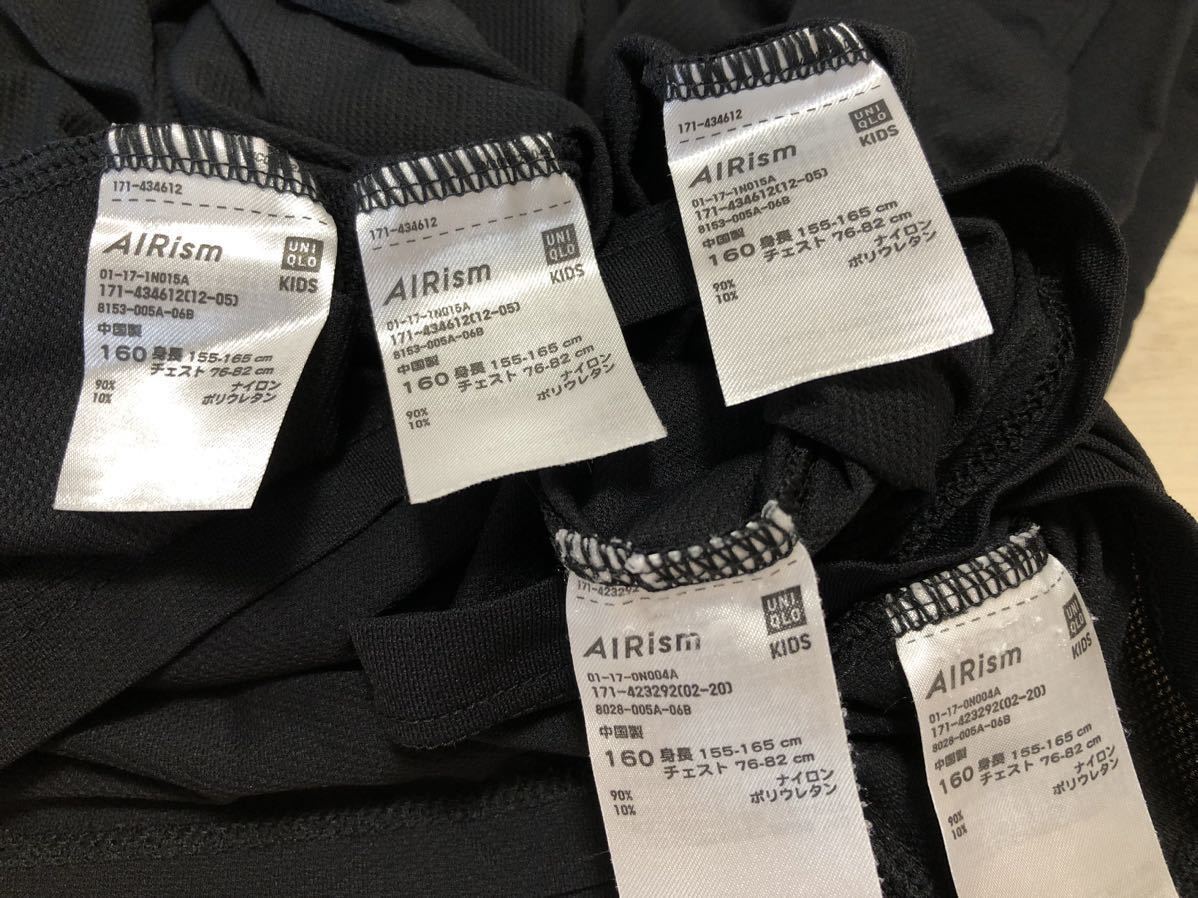 171-434612
AIRism
UNI
QLO
KIDS
01-17-1N015A
171-434612(12-05)
8153-005A-06B
中国製
160 身長 155-165 cm
チェスト 76-82 cm
90% ナイロン
10% ポリウレタン
171-434612
AIRism
UNI
QLO
KIDS
01-17-1N015A
171-434612(12-05)
8153-005A-06B
中国製
160 身長 155-165 cm
チェスト 76-82 cm
90% ナイロン
10% ポリウレタン
171-434612
AIRism
UNI
QLO
KIDS
01-17-1N015A
171-434612(12-05)
8153-005A-06B
中国製
160 身長 155-165 cm
チェスト 76-82 cm
90% ナイロン
10% ポリウレタン
171-423292
AIRism
UNI
QLO
KIDS
01-17-0N004A
171-423292(02-20)
8028-005A-06B
中国製
160 身長 155-165 cm
チェスト 76-82 cm
90% ナイロン
10% ポリウレタン
AIRism
UNI
QLO
KIDS
01-17-0N004A
171-423292(02-20)
8028-005A-06B
中国製
160 身長 155-165 cm
チェスト 76-82 cm
90% ナイロン
10% ポリウレタン